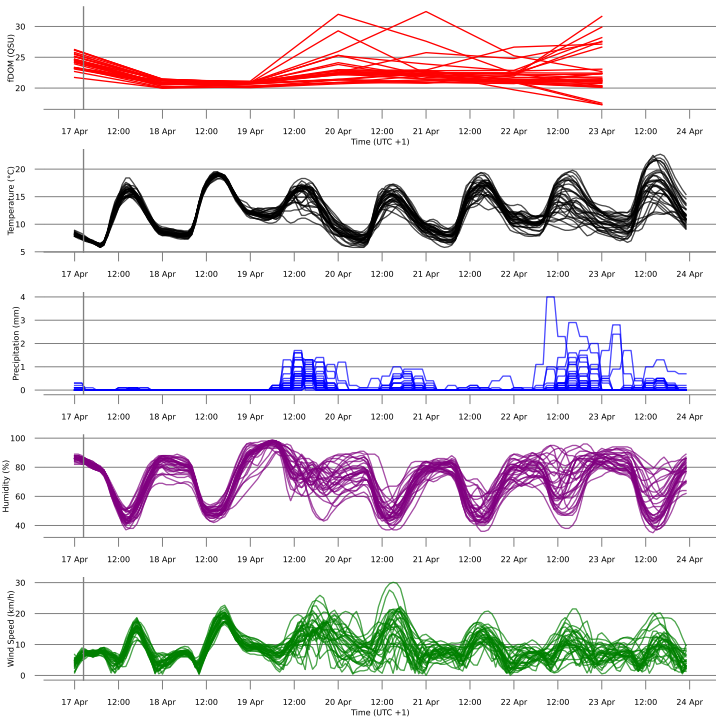 fDOM (QSU)
30
25
20
17 Apr 12:00 18 Apr 12:00 19 Apr 12:00 20 Apr 12:00 21 Apr 12:00 22 Apr 12:00 23 Apr 12:00 24 Apr
Time (UTC +1)
Temperature (°C)
20
15
10
5
17 Apr 12:00 18 Apr 12:00 19 Apr 12:00 20 Apr 12:00 21 Apr 12:00 22 Apr 12:00 23 Apr 12:00 24 Apr
Precipitation (mm)
4
3
2
1
0
17 Apr 12:00 18 Apr 12:00 19 Apr 12:00 20 Apr 12:00 21 Apr 12:00 22 Apr 12:00 23 Apr 12:00 24 Apr
Humidity (%)
100
80
60
40
17 Apr 12:00 18 Apr 12:00 19 Apr 12:00 20 Apr 12:00 21 Apr 12:00 22 Apr 12:00 23 Apr 12:00 24 Apr
Wind Speed (km/h)
30
20
10
0
17 Apr 12:00 18 Apr 12:00 19 Apr 12:00 20 Apr 12:00 21 Apr 12:00 22 Apr 12:00 23 Apr 12:00 24 Apr
Time (UTC +1)